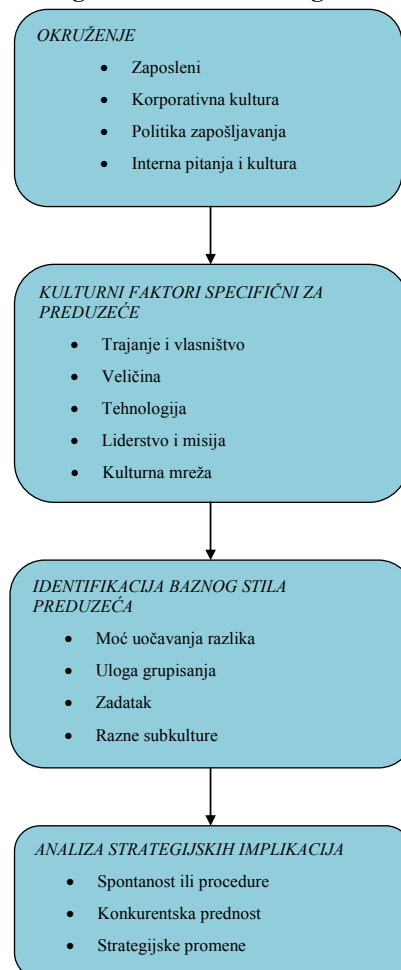 OKRUŽENJE
• Zaposleni
• Korporativna kultura
• Politika zapošljavanja
• Interna pitanja i kultura
KULTURNI FAKTORI SPECIFIČNI ZA
PREDUZEĆE
• Trajanje i vlasništvo
• Veličina
• Tehnologija
• Liderstvo i misija
• Kulturna mreža
IDENTIFIKACIJA BAZNOG STILA
PREDUZEĆA
• Moć uočavanja razlika
• Uloga grupisanja
• Zadatak
• Razne subkulture
ANALIZA STRATEGIJSKIH IMPLIKACIJA
• Spontanost ili procedure
• Konkurentska prednost
• Strategijske promene